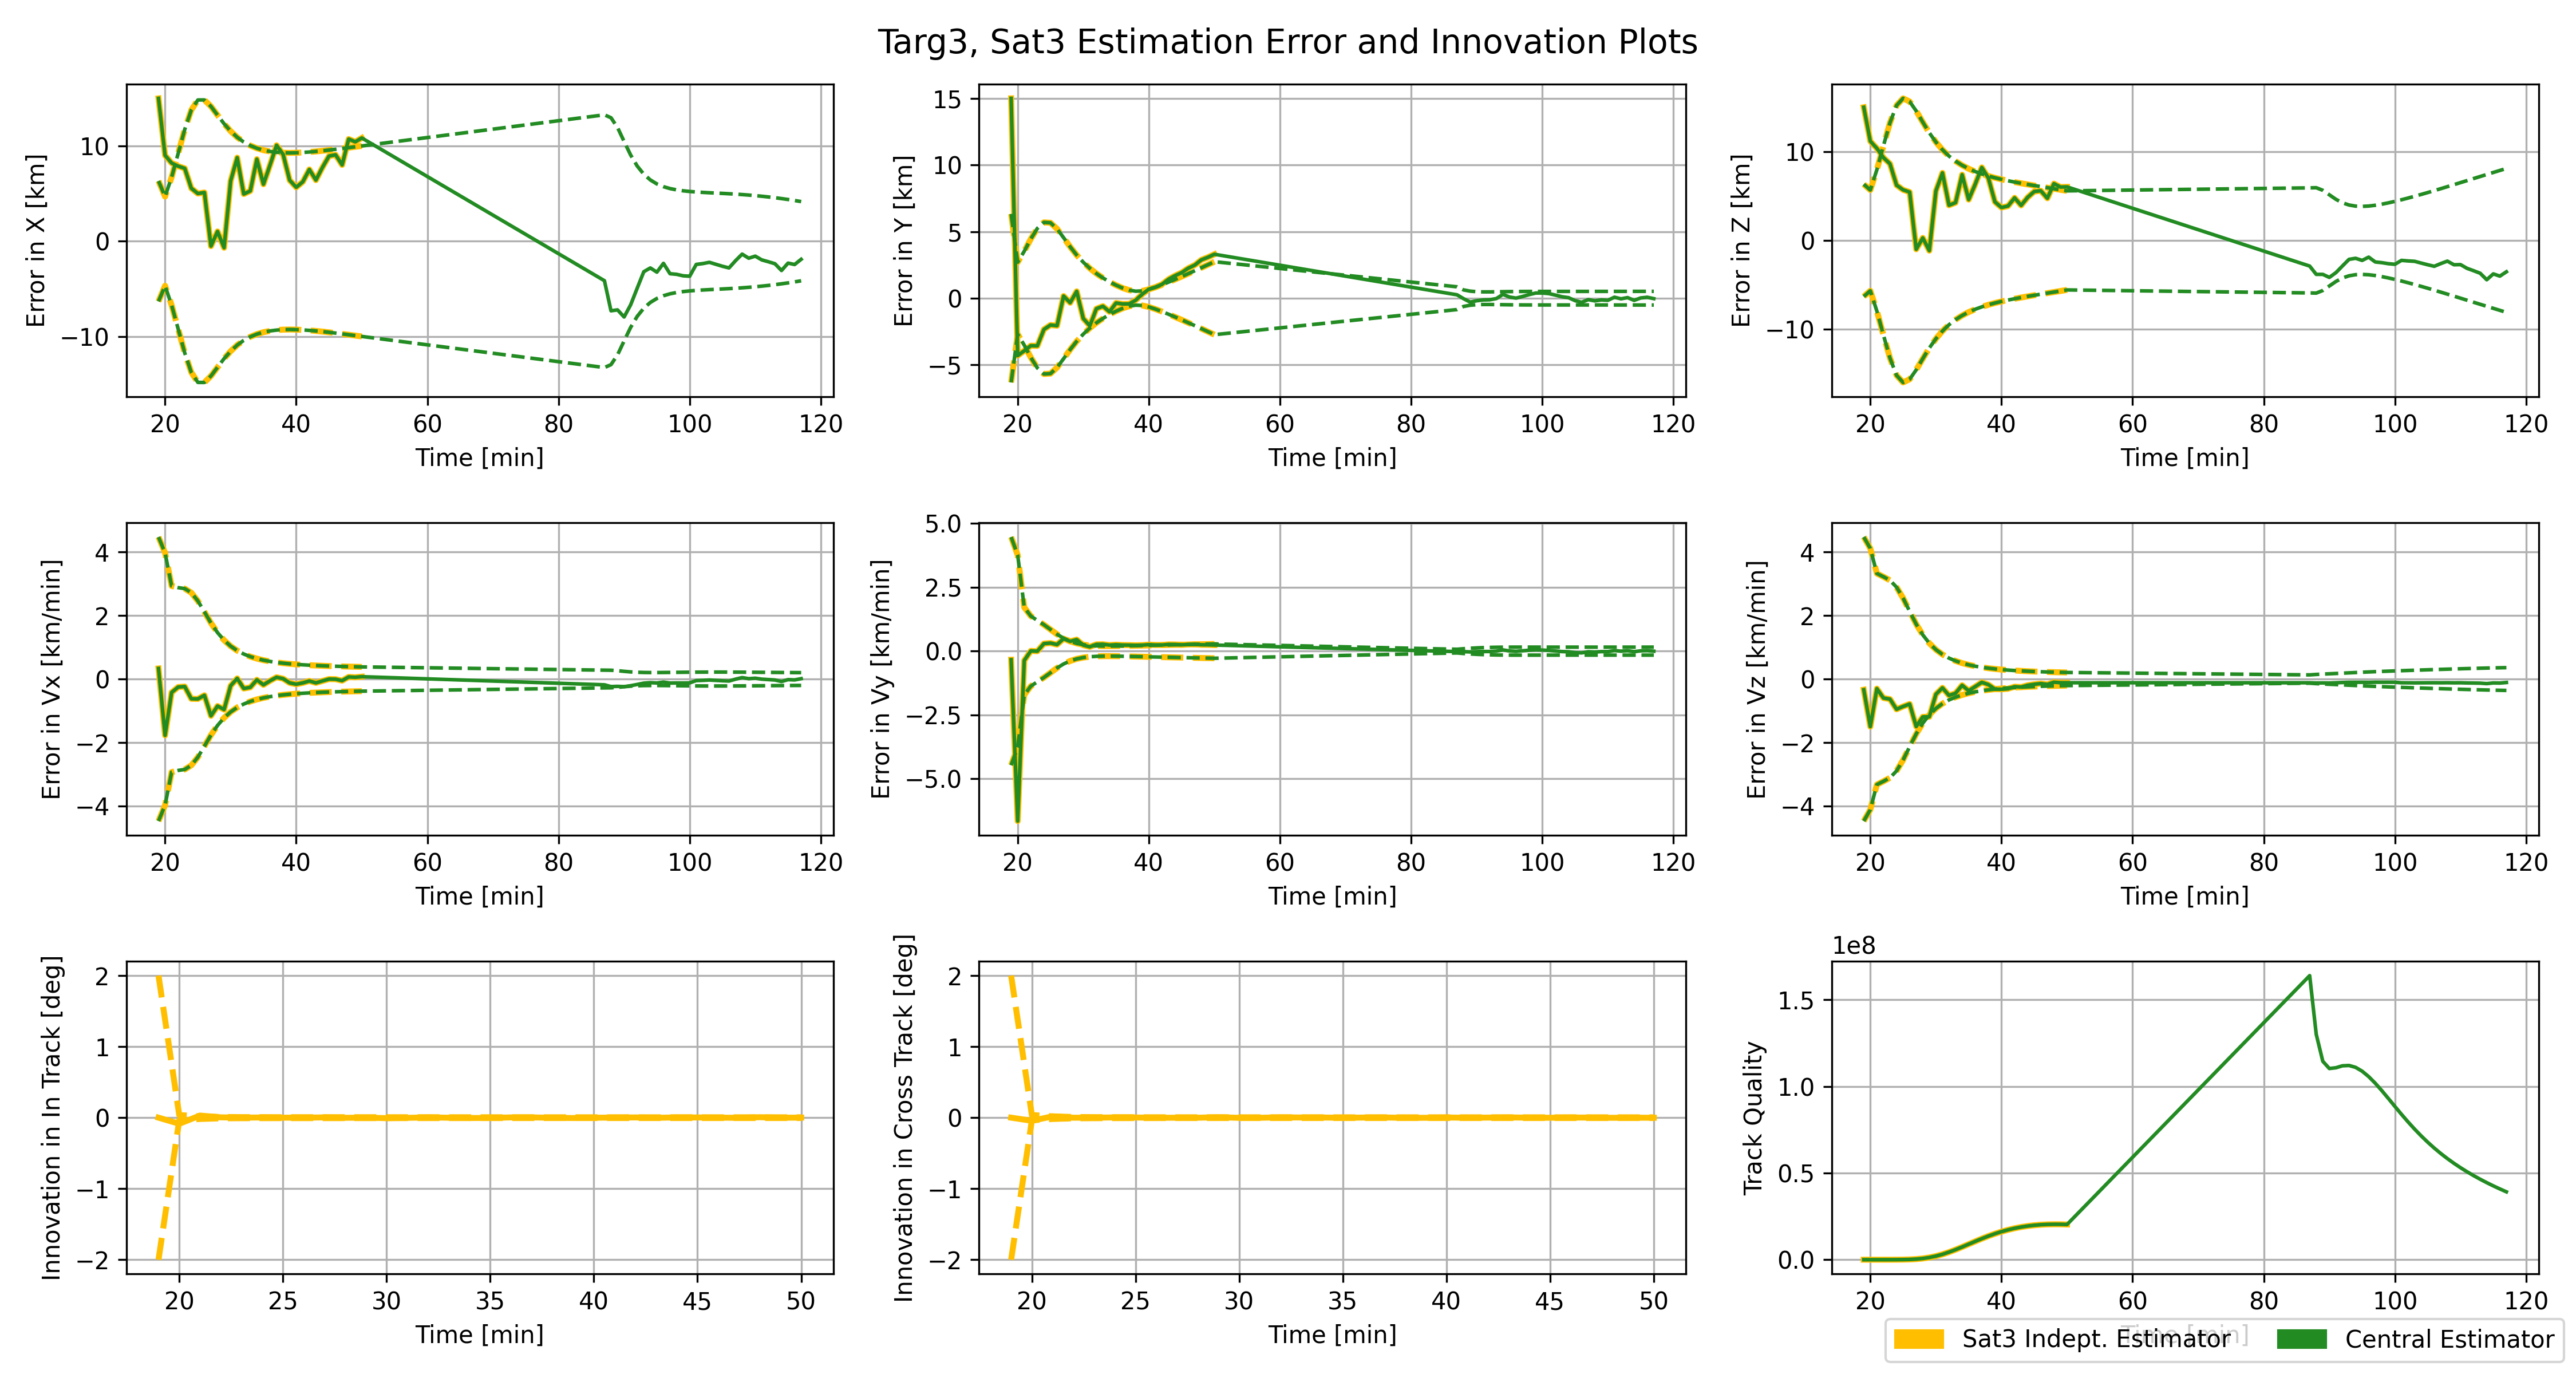 Targ3, Sat3 Estimation Error and Innovation Plots
Error in X [km]
10
0
−10
20 40 60 80 100 120
Time [min]
Error in Y [km]
15
10
5
0
−5
20 40 60 80 100 120
Time [min]
Error in Z [km]
10
0
−10
20 40 60 80 100 120
Time [min]
Error in Vx [km/min]
4
2
0
−2
−4
20 40 60 80 100 120
Time [min]
Error in Vy [km/min]
5.0
2.5
0.0
−2.5
−5.0
20 40 60 80 100 120
Time [min]
Error in Vz [km/min]
4
2
0
−2
−4
20 40 60 80 100 120
Time [min]
Innovation in In Track [deg]
2
1
0
−1
−2
20 25 30 35 40 45 50
Time [min]
Innovation in Cross Track [deg]
2
1
0
−1
−2
20 25 30 35 40 45 50
Time [min]
1e8
Track Quality
1.5
1.0
0.5
0.0
20 40 60 80 100 120
Time [min]
Sat3 Indept. Estimator Central Estimator